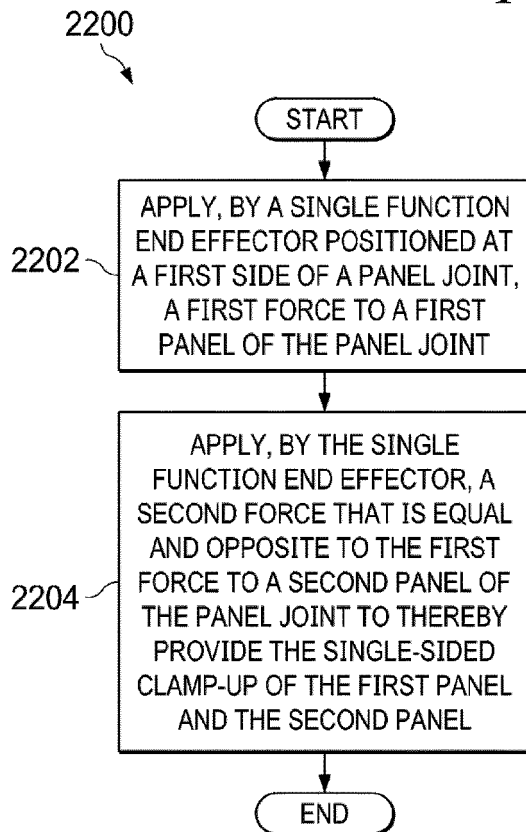 2200
START
2202
APPLY, BY A SINGLE FUNCTION
END EFFECTOR POSITIONED AT
A FIRST SIDE OF A PANEL JOINT,
A FIRST FORCE TO A FIRST
PANEL OF THE PANEL JOINT
2204
APPLY, BY THE SINGLE
FUNCTION END EFFECTOR, A
SECOND FORCE THAT IS EQUAL
AND OPPOSITE TO THE FIRST
FORCE TO A SECOND PANEL OF
THE PANEL JOINT TO THEREBY
PROVIDE THE SINGLE-SIDED
CLAMP-UP OF THE FIRST PANEL
AND THE SECOND PANEL
END